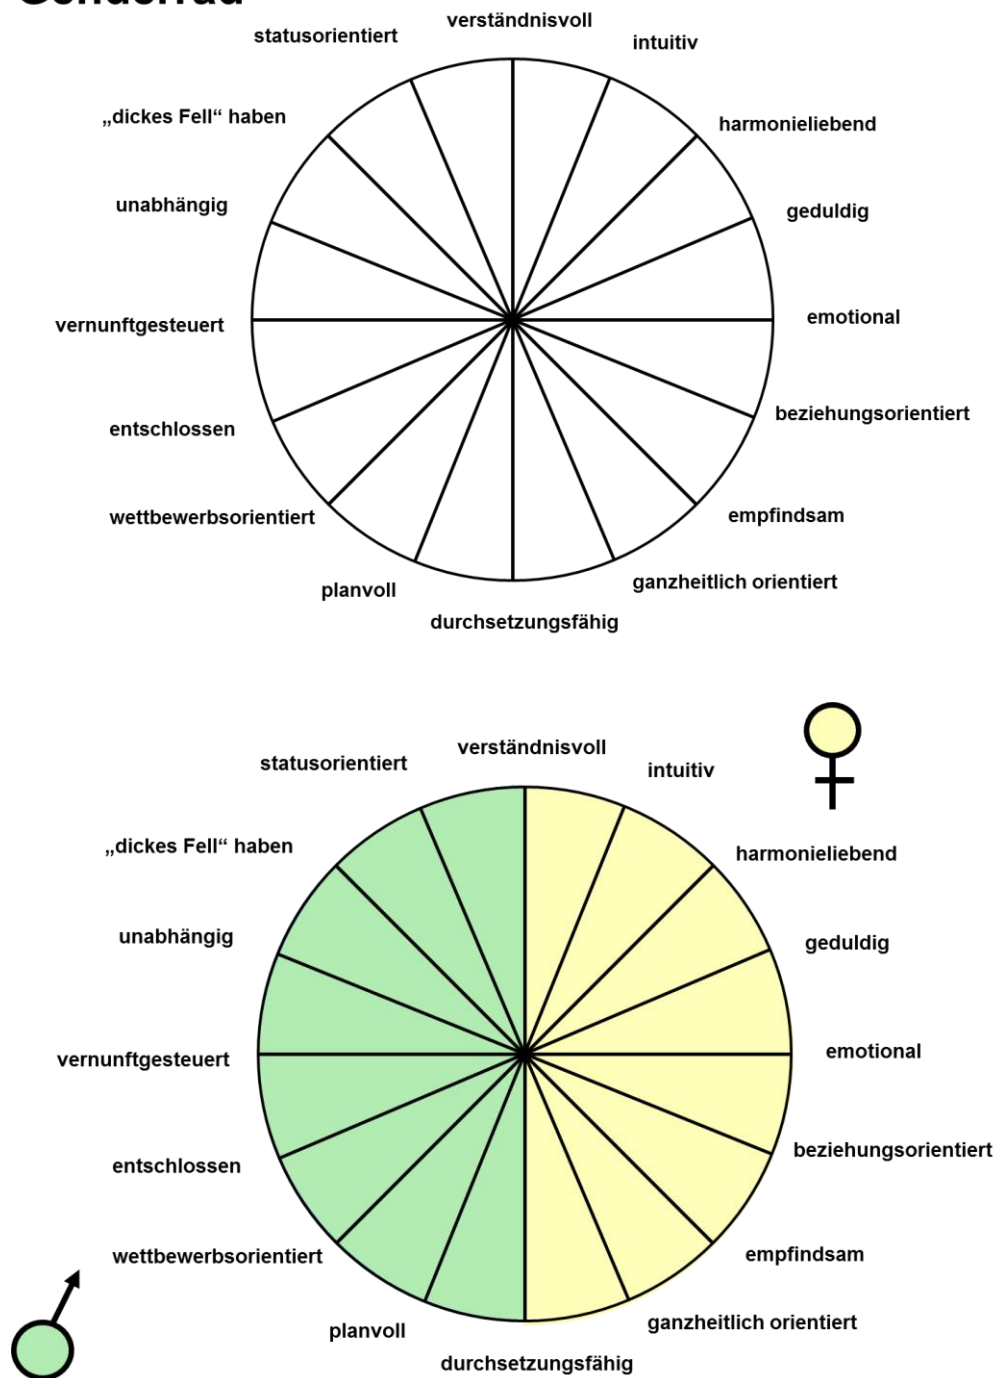 verständnisvoll
statusorientiert
intuitiv
„dickes Fell“ haben
harmonieliebend
unabhängig
geduldig
vernunftgesteuert
emotional
entschlossen
beziehungsorientiert
wettbewerbsorientiert
empfindsam
planvoll
ganzheitlich orientiert
durchsetzungsfähig
verständnisvoll
statusorientiert
intuitiv
„dickes Fell“ haben
harmonieliebend
unabhängig
geduldig
vernunftgesteuert
emotional
entschlossen
beziehungsorientiert
wettbewerbsorientiert
empfindsam
planvoll
ganzheitlich orientiert
durchsetzungsfähig